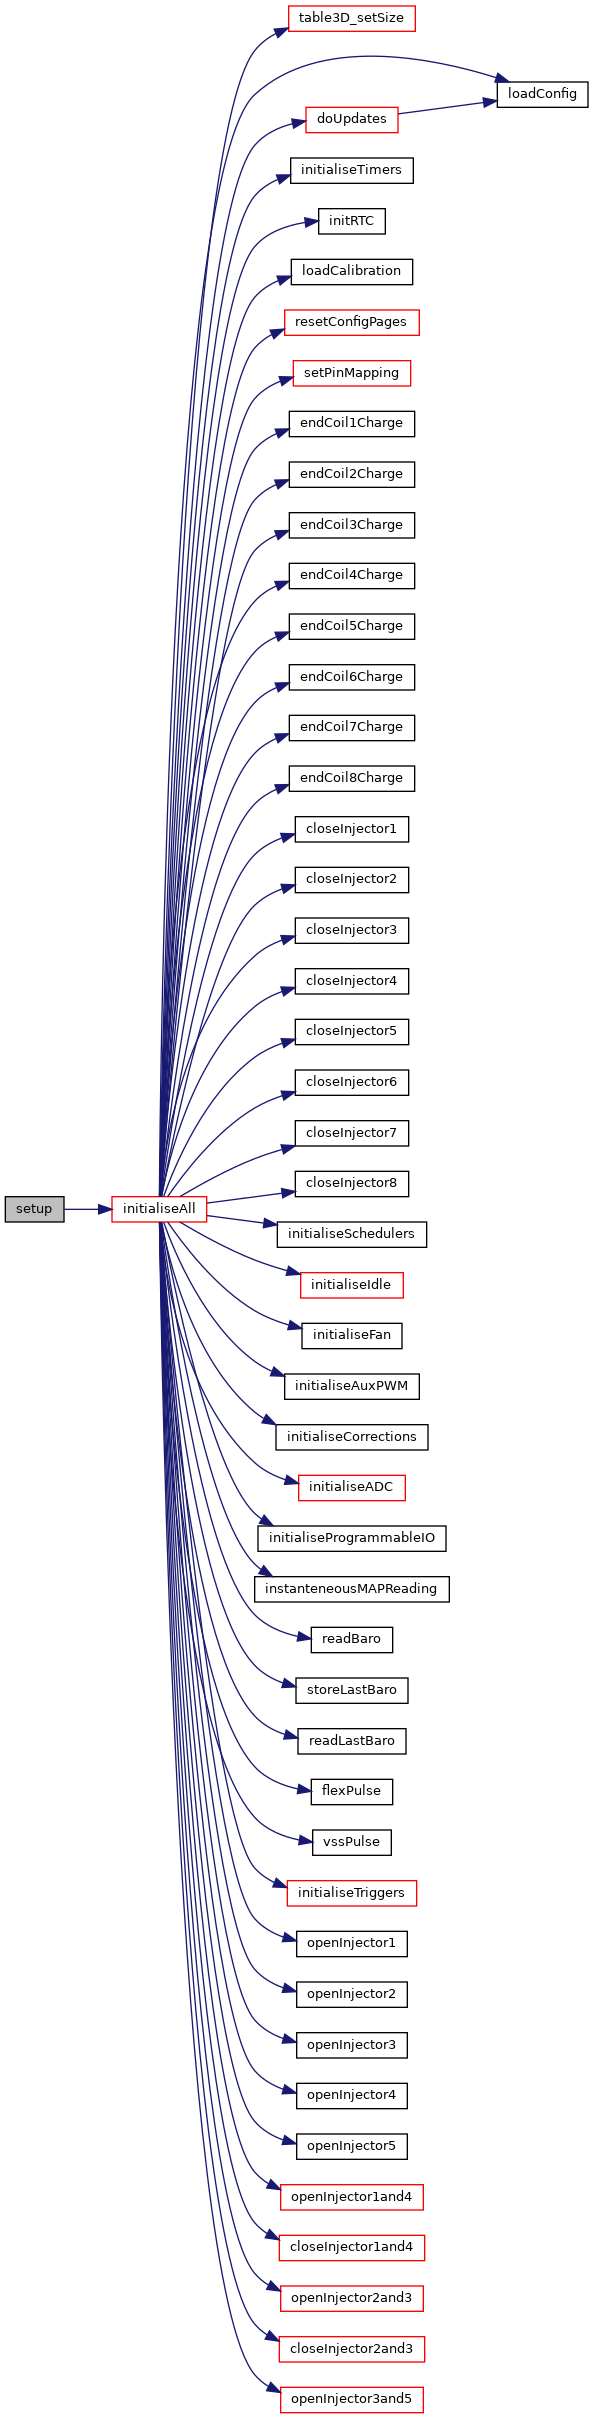 table3D_setSize
loadConfig
doUpdates
initialiseTimers
initRTC
loadCalibration
resetConfigPages
setPinMapping
endCoil1Charge
endCoil2Charge
endCoil3Charge
endCoil4Charge
endCoil5Charge
endCoil6Charge
endCoil7Charge
endCoil8Charge
closeInjector1
closeInjector2
closeInjector3
closeInjector4
closeInjector5
closeInjector6
closeInjector7
closeInjector8
setup
initialiseAll
initialiseSchedulers
initialiseIdle
initialiseFan
initialiseAuxPWM
initialiseCorrections
initialiseADC
initialiseProgrammableIO
instanteneousMAPReading
readBaro
storeLastBaro
readLastBaro
flexPulse
vssPulse
initialiseTriggers
openInjector1
openInjector2
openInjector3
openInjector4
openInjector5
openInjector1and4
closeInjector1and4
openInjector2and3
closeInjector2and3
openInjector3and5